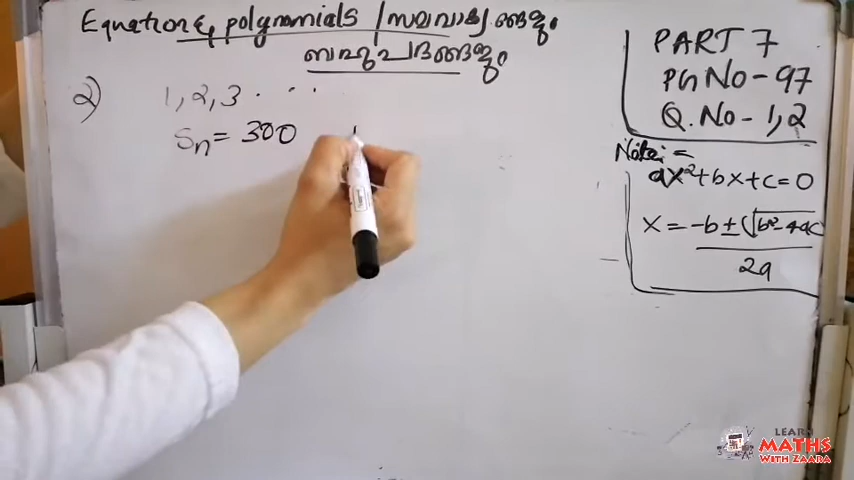 Equations polynomials / സമവാക്യങ്ങളും
ബഹുപദങ്ങളും
2) 1, 2, 3 . . . .
Sn = 300
PART 7
PG No - 97
Q. No - 1, 2
Note: =
ax²+bx+c=0
x = -b ± √b²-4ac
2a
LEARN
MATHS
WITH ZAARA